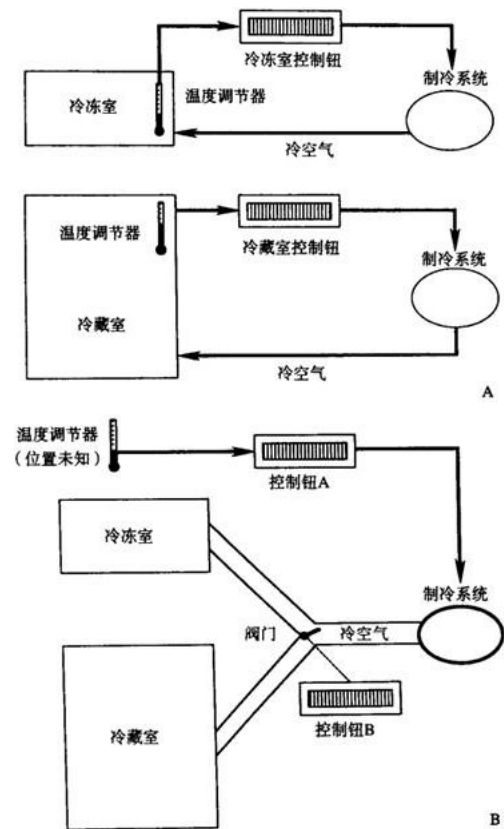 冷冻室控制钮
制冷系统
冷冻室
温度调节器
冷空气
温度调节器
冷藏室控制钮
制冷系统
冷藏室
冷空气
A
温度调节器
（位置未知）
控制钮A
冷冻室
制冷系统
阀门
冷空气
冷藏室
控制钮B
B